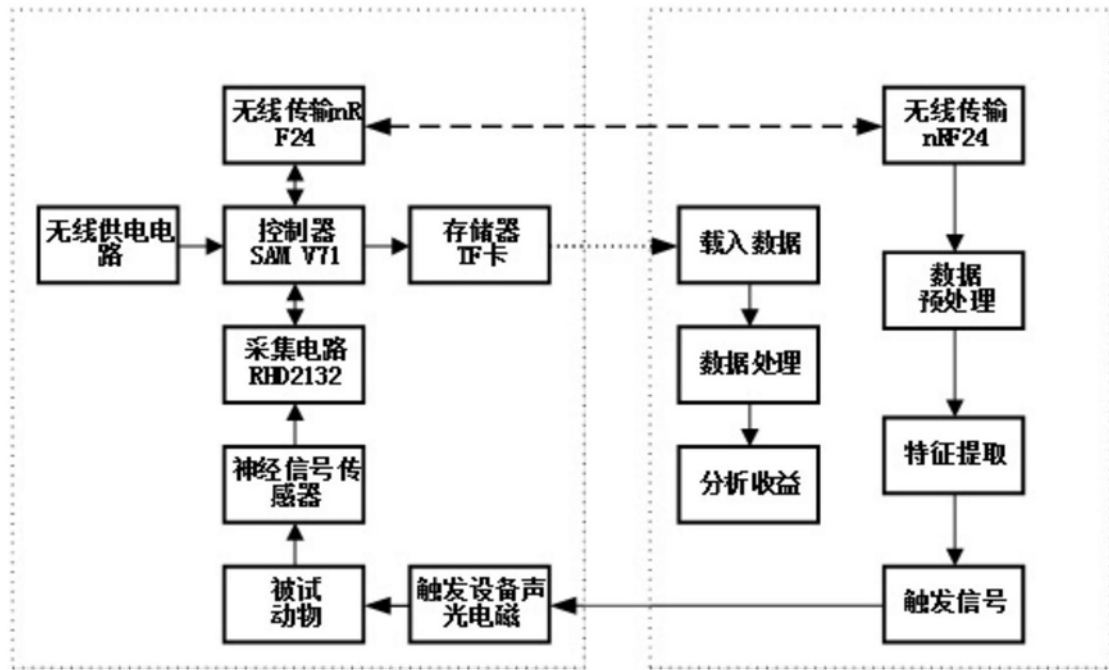 无线传输nR
F24
无线传输
nRF24
无线供电电
路
控制器
SAM V71
存储器
TF卡
载入数据
数据
预处理
采集电路
RHD2132
数据处理
神经信号传
感器
分析收益
特征提取
被试
动物
触发设备声
光电磁
触发信号